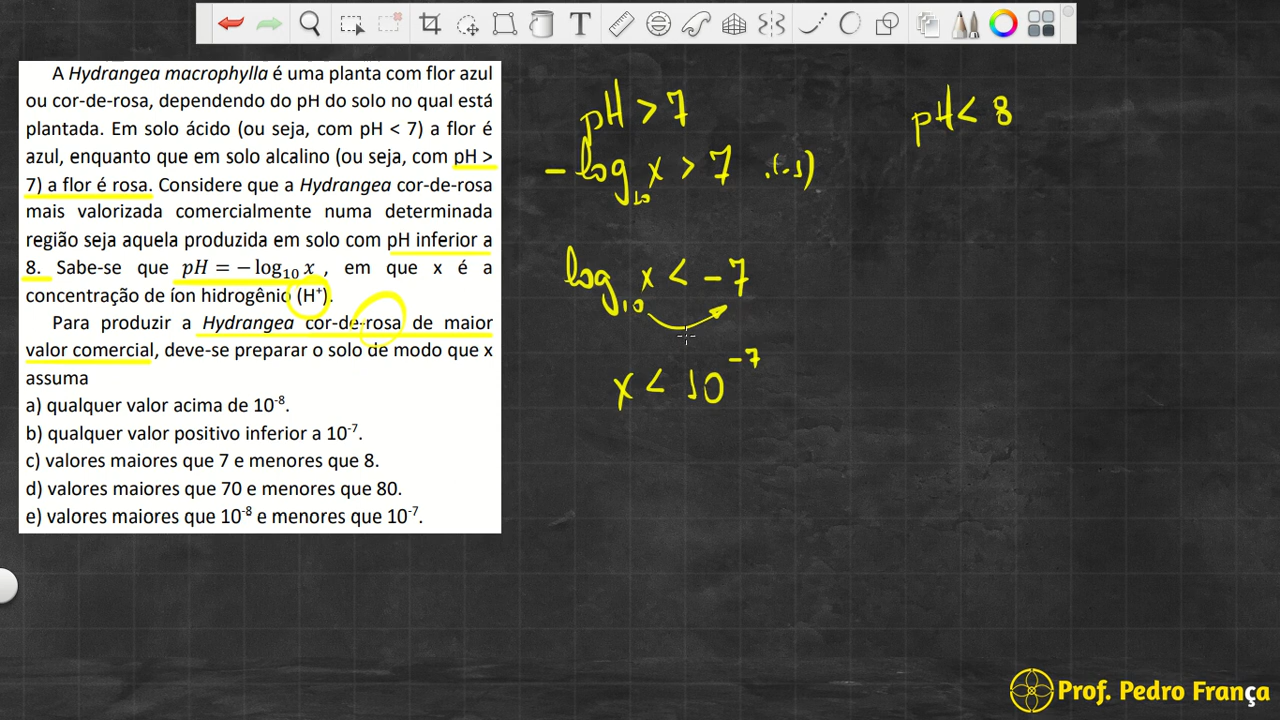 A Hydrangea macrophylla é uma planta com flor azul
ou cor-de-rosa, dependendo do pH do solo no qual está
plantada. Em solo ácido (ou seja, com pH < 7) a flor é
azul, enquanto que em solo alcalino (ou seja, com pH >
7) a flor é rosa. Considere que a Hydrangea cor-de-rosa
mais valorizada comercialmente numa determinada
região seja aquela produzida em solo com pH inferior a
8. Sabe-se que pH = − log₁₀ x , em que x é a
concentração de íon hidrogênio (H⁺).
Para produzir a Hydrangea cor-de-rosa de maior
valor comercial, deve-se preparar o solo de modo que x
assuma
a) qualquer valor acima de 10⁻⁸.
b) qualquer valor positivo inferior a 10⁻⁷.
c) valores maiores que 7 e menores que 8.
d) valores maiores que 70 e menores que 80.
e) valores maiores que 10⁻⁸ e menores que 10⁻⁷.
pH > 7
- log₁₀ x > 7 .(-1)
log₁₀ x < -7
x < 10⁻⁷
pH < 8
Prof. Pedro França